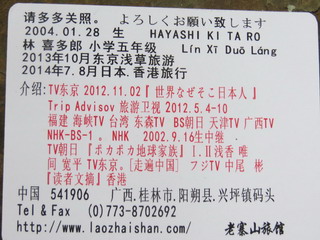 请多多关照。 よろしくお願い致します
2004.01.28 生 HAYASHI KI TA RO
林 喜多郎 小学五年级 Lín Xǐ Duō Láng
2013年10月东京浅草旅游
2014年7.8月日本.香港旅行
介绍:TV东京 2012.11.02『世界なぜそこ日本人』
Trip Advisov 旅游卫视 2012.5.4-10
福建 海峡TV 台湾 东森TV BS朝日 天津TV 广西TV
NHK-BS-1 。NHK 2002.9.16生中継
TV朝日 『ポカポカ地球家族』I.Ⅱ浅香 唯
间 宽平 TV东京。[走遍中国] フジTV 中尾 彬
『读者文摘』香港
中国 541906 广西.桂林市.阳朔县.兴坪镇码头
Tel & Fax (0)773-8702692
http://www.laozhaishan.com/ 老寨山旅馆